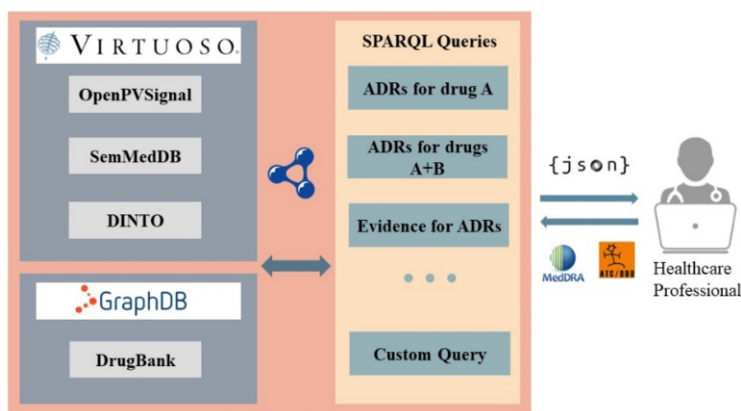 VIRTUOSO
OpenPVSignal
SemMedDB
DINTO
GraphDB
DrugBank
SPARQL Queries
ADRs for drug A
ADRs for drugs
A+B
Evidence for ADRs
Custom Query
{json}
MedDRA
ATC/DDD
Healthcare
Professional